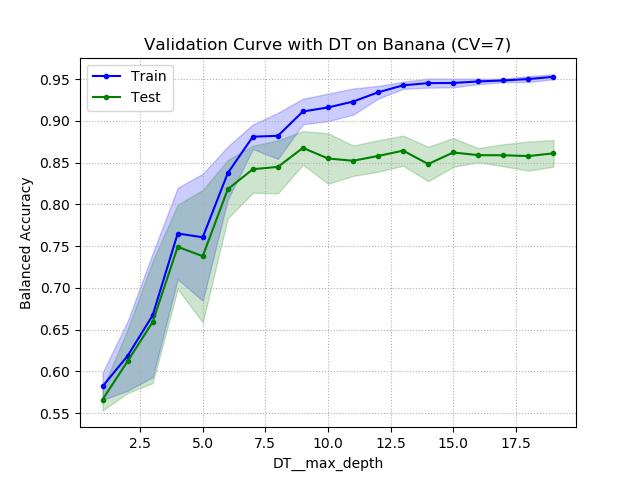 Validation Curve with DT on Banana (CV=7)
Train
Test
Balanced Accuracy
0.95
0.90
0.85
0.80
0.75
0.70
0.65
0.60
0.55
2.5 5.0 7.5 10.0 12.5 15.0 17.5
DT__max_depth